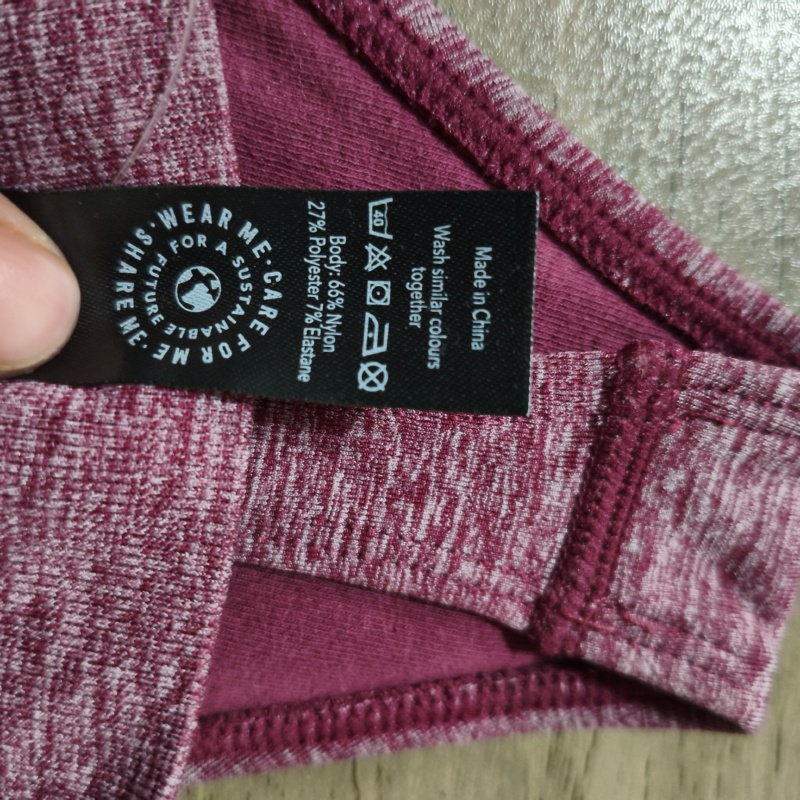 WEAR ME · CARE FOR ME · SHARE ME ·
FOR A SUSTAINABLE FUTURE
Body: 66% Nylon
27% Polyester 7% Elastane
40
Wash similar colours
together
Made in China